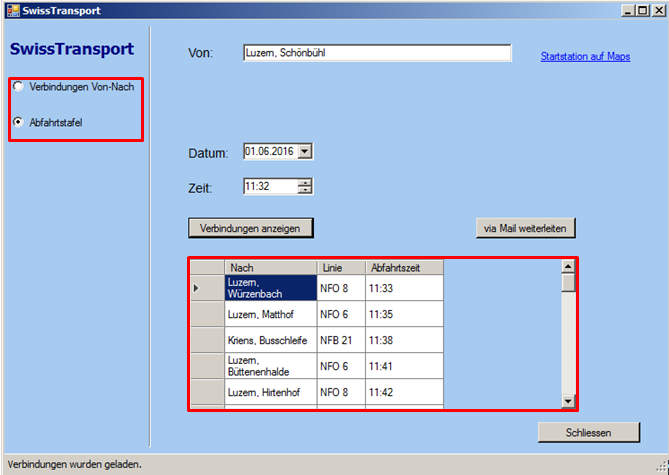 SwissTransport
SwissTransport
Verbindungen Von-Nach
Abfahrtstafel
Von:
Luzern, Schönbühl
Startstation auf Maps
Datum:
01.06.2016
Zeit:
11:32
Verbindungen anzeigen
via Mail weiterleiten
Nach Linie Abfahrtszeit
Luzern,
Würzenbach NFO 8 11:33
Luzern, Matthof NFO 6 11:35
Kriens, Busschleife NFB 21 11:38
Luzern,
Büttenenhalde NFO 6 11:41
Luzern, Hirtenhof NFO 8 11:42
Schliessen
Verbindungen wurden geladen.